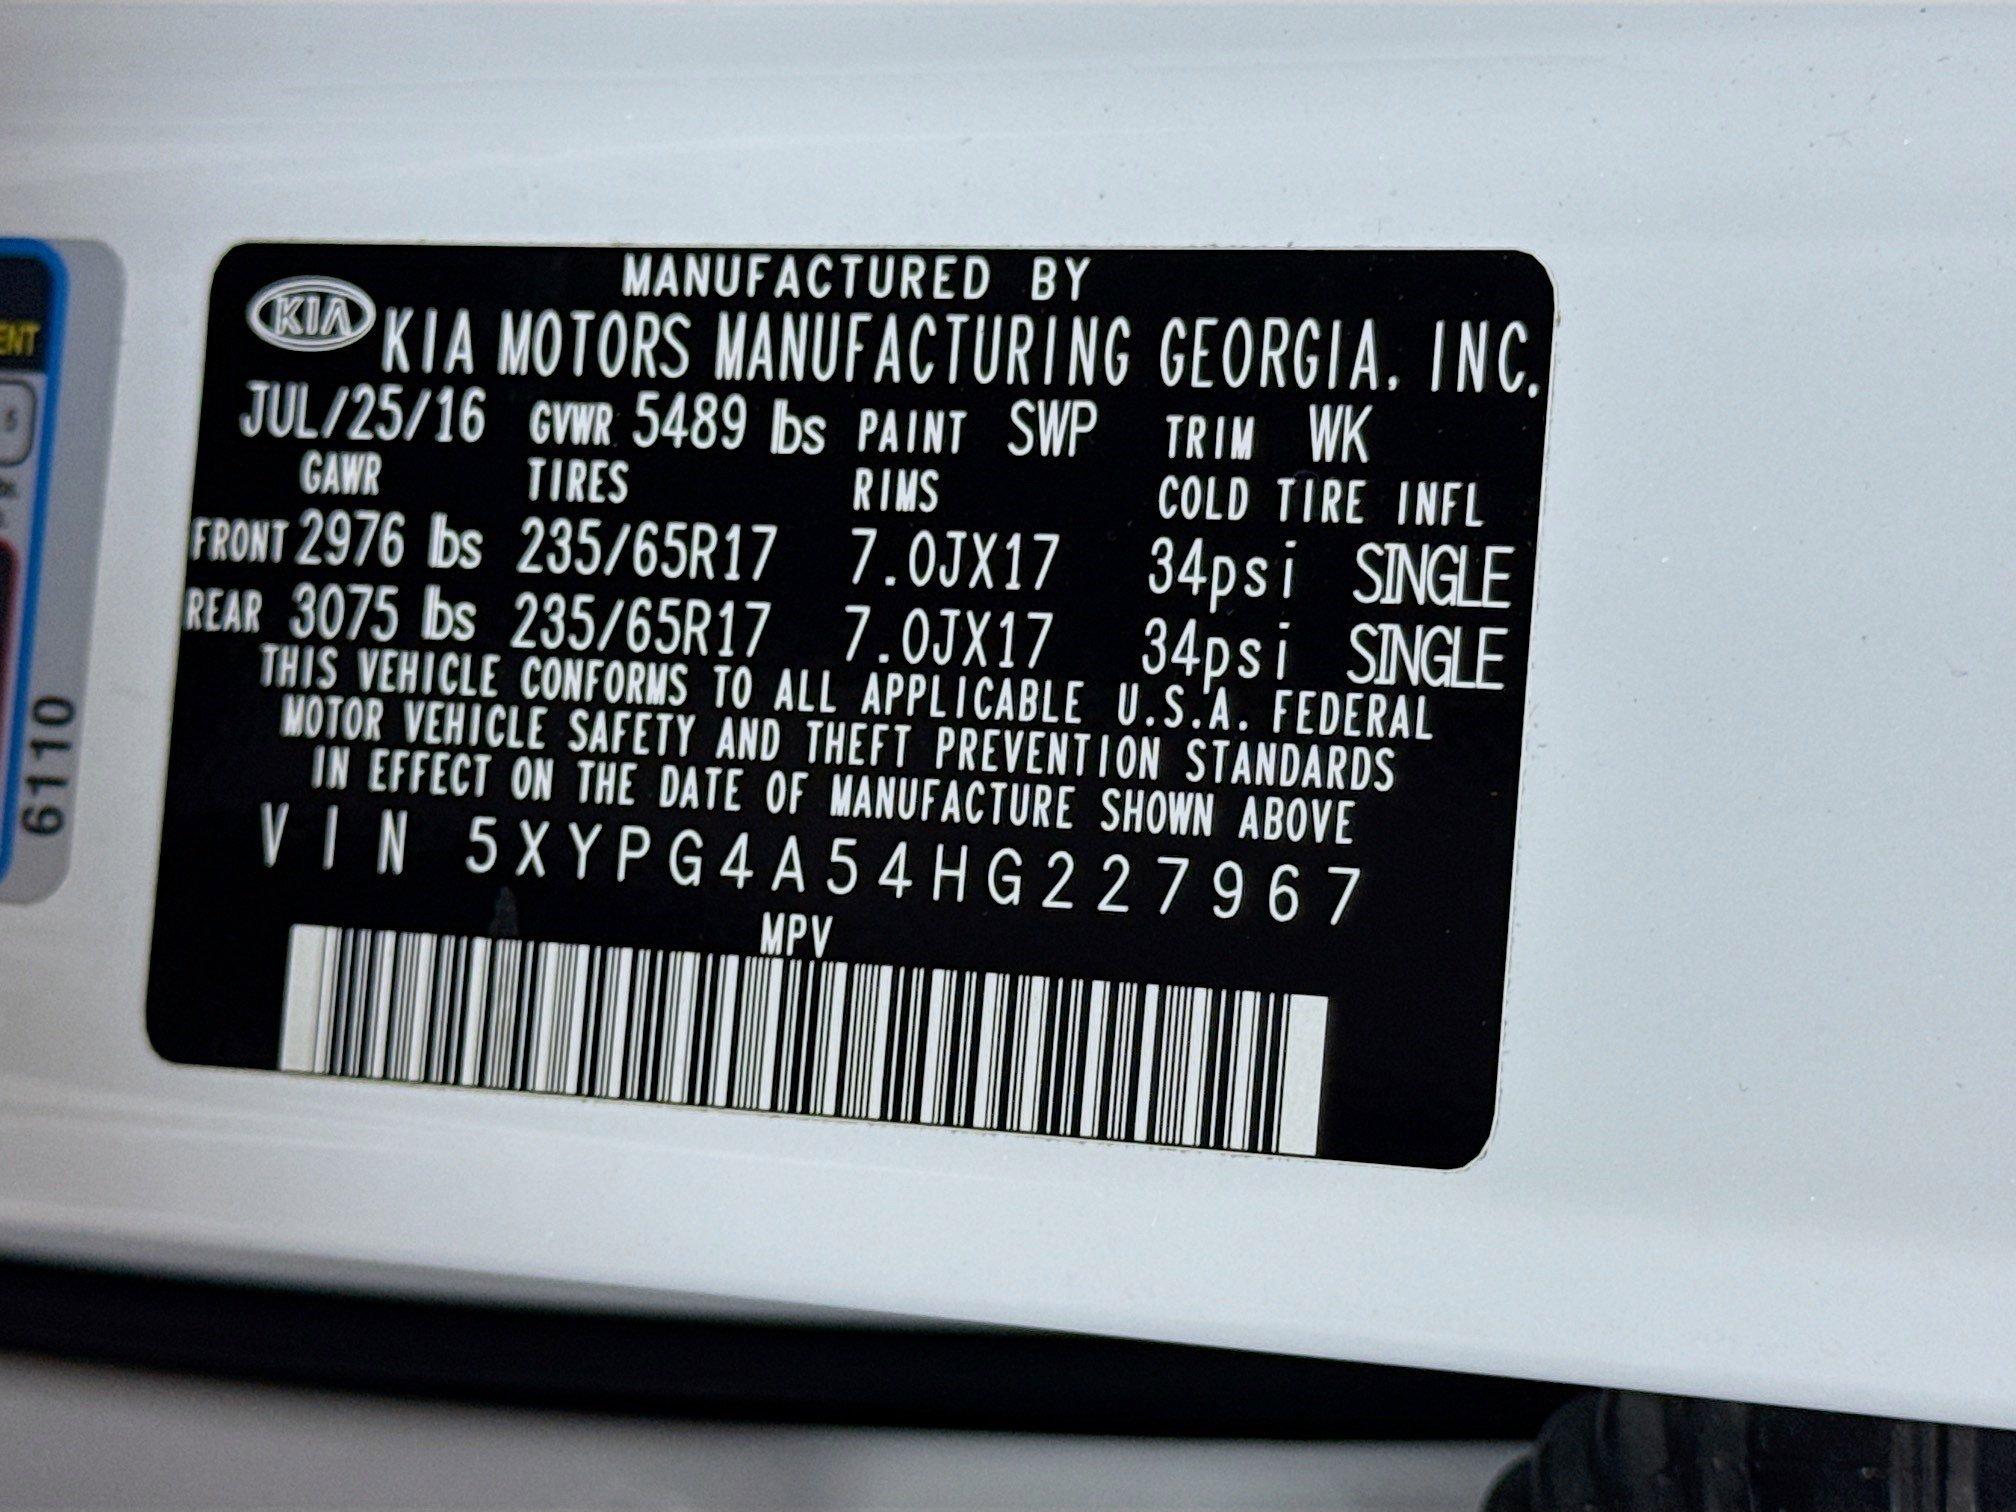 MANUFACTURED BY
KIA KIA MOTORS MANUFACTURING GEORGIA, INC.
JUL/25/16 GVWR 5489 lbs PAINT SWP TRIM WK
GAWR TIRES RIMS COLD TIRE INFL
FRONT 2976 lbs 235/65R17 7.0JX17 34psi SINGLE
REAR 3075 lbs 235/65R17 7.0JX17 34psi SINGLE
THIS VEHICLE CONFORMS TO ALL APPLICABLE U.S.A. FEDERAL
MOTOR VEHICLE SAFETY AND THEFT PREVENTION STANDARDS
IN EFFECT ON THE DATE OF MANUFACTURE SHOWN ABOVE
VIN 5XYPG4A54HG227967
MPV
ENT
6110